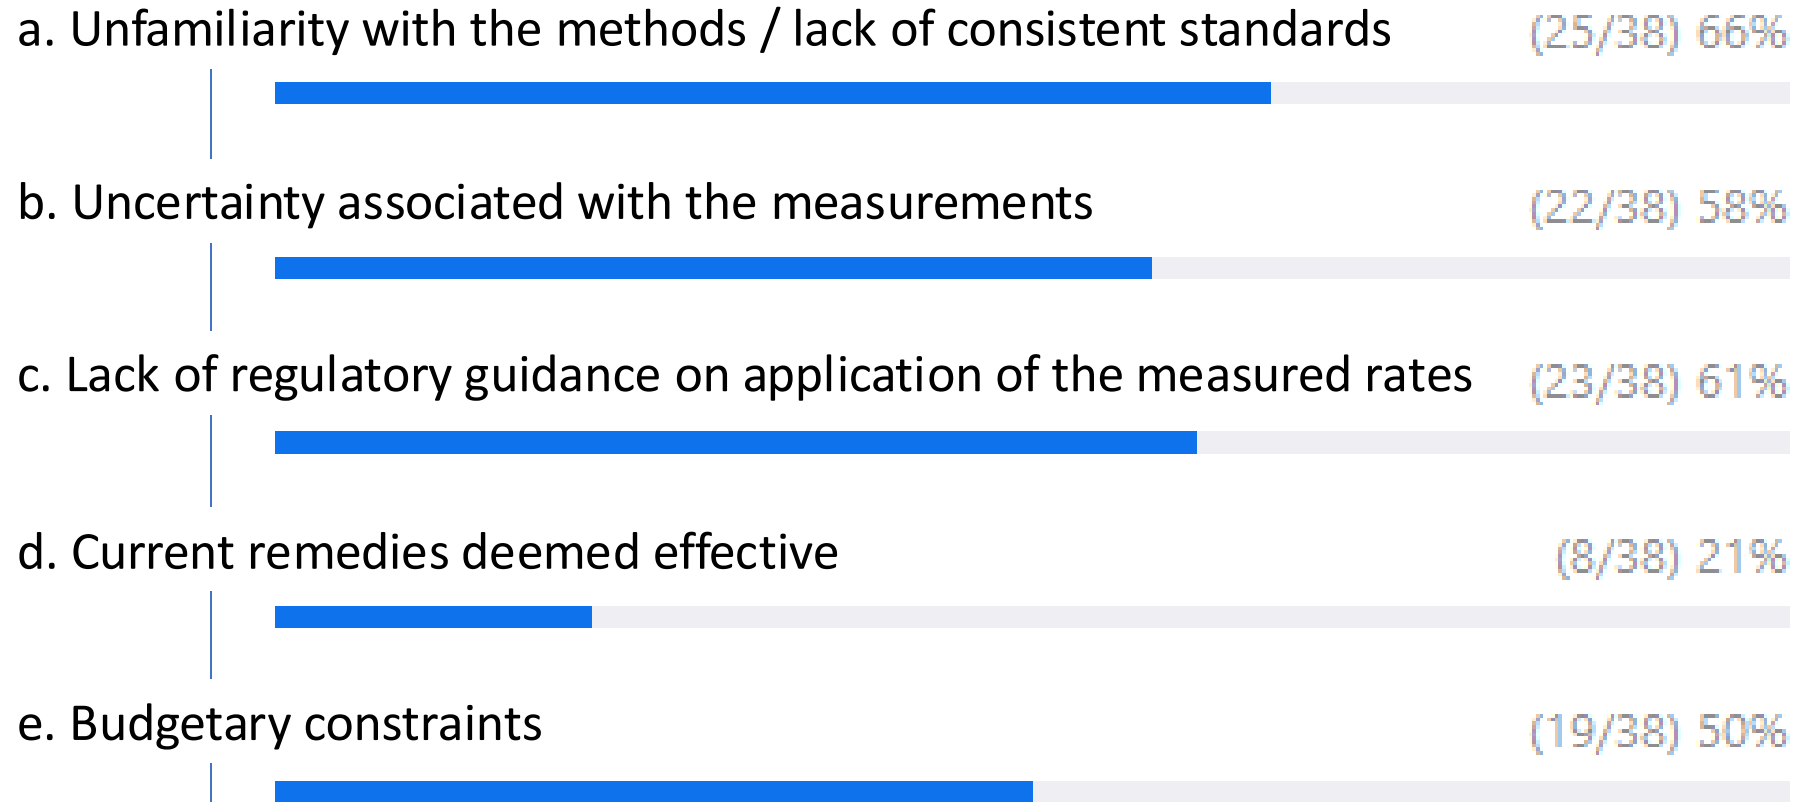 a. Unfamiliarity with the methods / lack of consistent standards (25/38) 66%
b. Uncertainty associated with the measurements (22/38) 58%
c. Lack of regulatory guidance on application of the measured rates (23/38) 61%
d. Current remedies deemed effective (8/38) 21%
e. Budgetary constraints (19/38) 50%